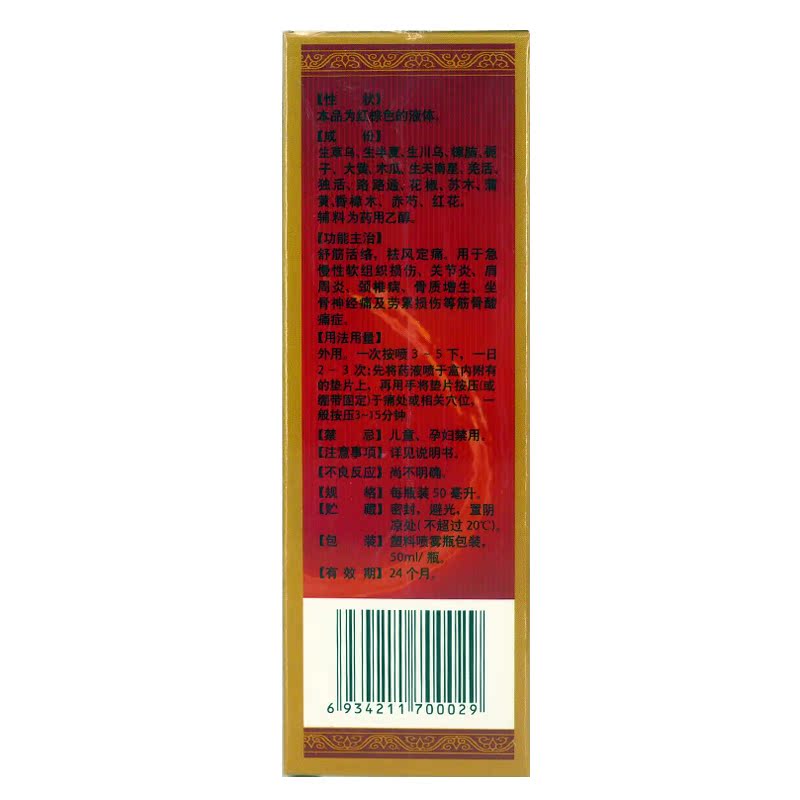 【性 状】
本品为红棕色的液体。
【成 份】
生草乌、生半夏、生川乌、樟脑、栀
子、大黄、木瓜、生天南星、羌活、
独活、路路通、花椒、苏木、蒲
黄、香樟木、赤芍、红花。
辅料为药用乙醇。
【功能主治】
舒筋活络，祛风定痛。用于急
慢性软组织损伤、关节炎、肩
周炎、颈椎病、骨质增生、坐
骨神经痛及劳累损伤等筋骨酸
痛症。
【用法用量】
外用。一次按喷3-5下，一日
2-3次；先将药液喷于盒内附有
的垫片上，再用手将垫片按压(或
绷带固定)于痛处或相关穴位，一
般按压3~15分钟
【禁 忌】儿童、孕妇禁用。
【注意事项】详见说明书。
【不良反应】尚不明确。
【规 格】每瓶装50毫升。
【贮 藏】密封，避光，置阴
凉处(不超过20℃)。
【包 装】塑料喷雾瓶包装，
50ml/瓶。
【有 效 期】24个月。
6 934211 700029